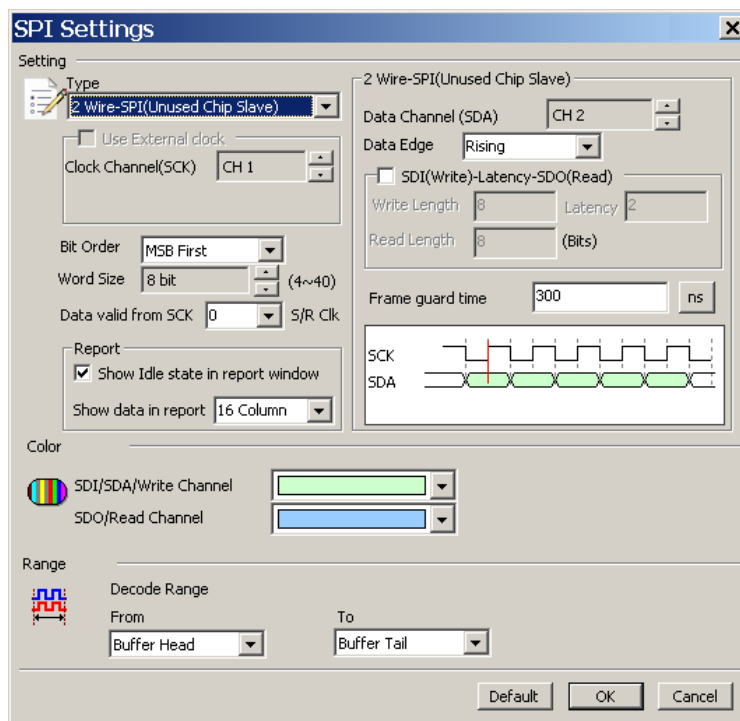 SPI Settings
Setting
Type
2 Wire-SPI(Unused Chip Slave)
Use External clock
Clock Channel(SCK) CH 1
Bit Order MSB First
Word Size 8 bit (4~40)
Data valid from SCK 0 S/R Clk
Report
Show Idle state in report window
Show data in report 16 Column
2 Wire-SPI(Unused Chip Slave)
Data Channel (SDA) CH 2
Data Edge Rising
SDI(Write)-Latency-SDO(Read)
Write Length 8 Latency 2
Read Length 8 (Bits)
Frame guard time 300 ns
SCK
SDA
Color
SDI/SDA/Write Channel
SDO/Read Channel
Range
Decode Range
From To
Buffer Head Buffer Tail
Default OK Cancel